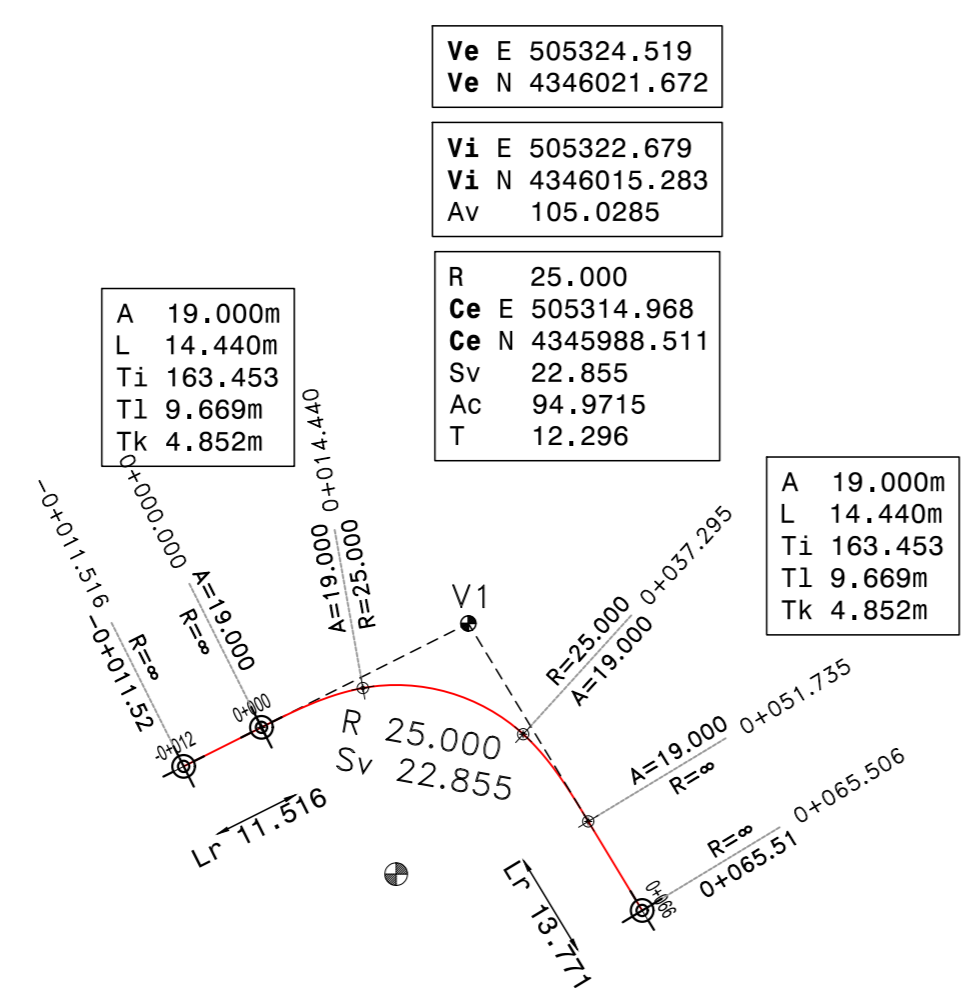 Ve E 505324.519
Ve N 4346021.672
Vi E 505322.679
Vi N 4346015.283
Av 105.0285
R 25.000
Ce E 505314.968
Ce N 4345988.511
Sv 22.855
Ac 94.9715
T 12.296
A 19.000m
L 14.440m
Ti 163.453
Tl 9.669m
Tk 4.852m
A 19.000m
L 14.440m
Ti 163.453
Tl 9.669m
Tk 4.852m
-0+011.516
R=∞
-0+011.52
0+000.000
A=19.000
R=∞
0+014.440
A=19.000
R=25.000
V1
0+037.295
R=25.000
A=19.000
0+051.735
A=19.000
R=∞
0+065.506
R=∞
0+065.51
-0+012
0+000
0+066
R 25.000
Sv 22.855
Lr 11.516
Lr 13.771